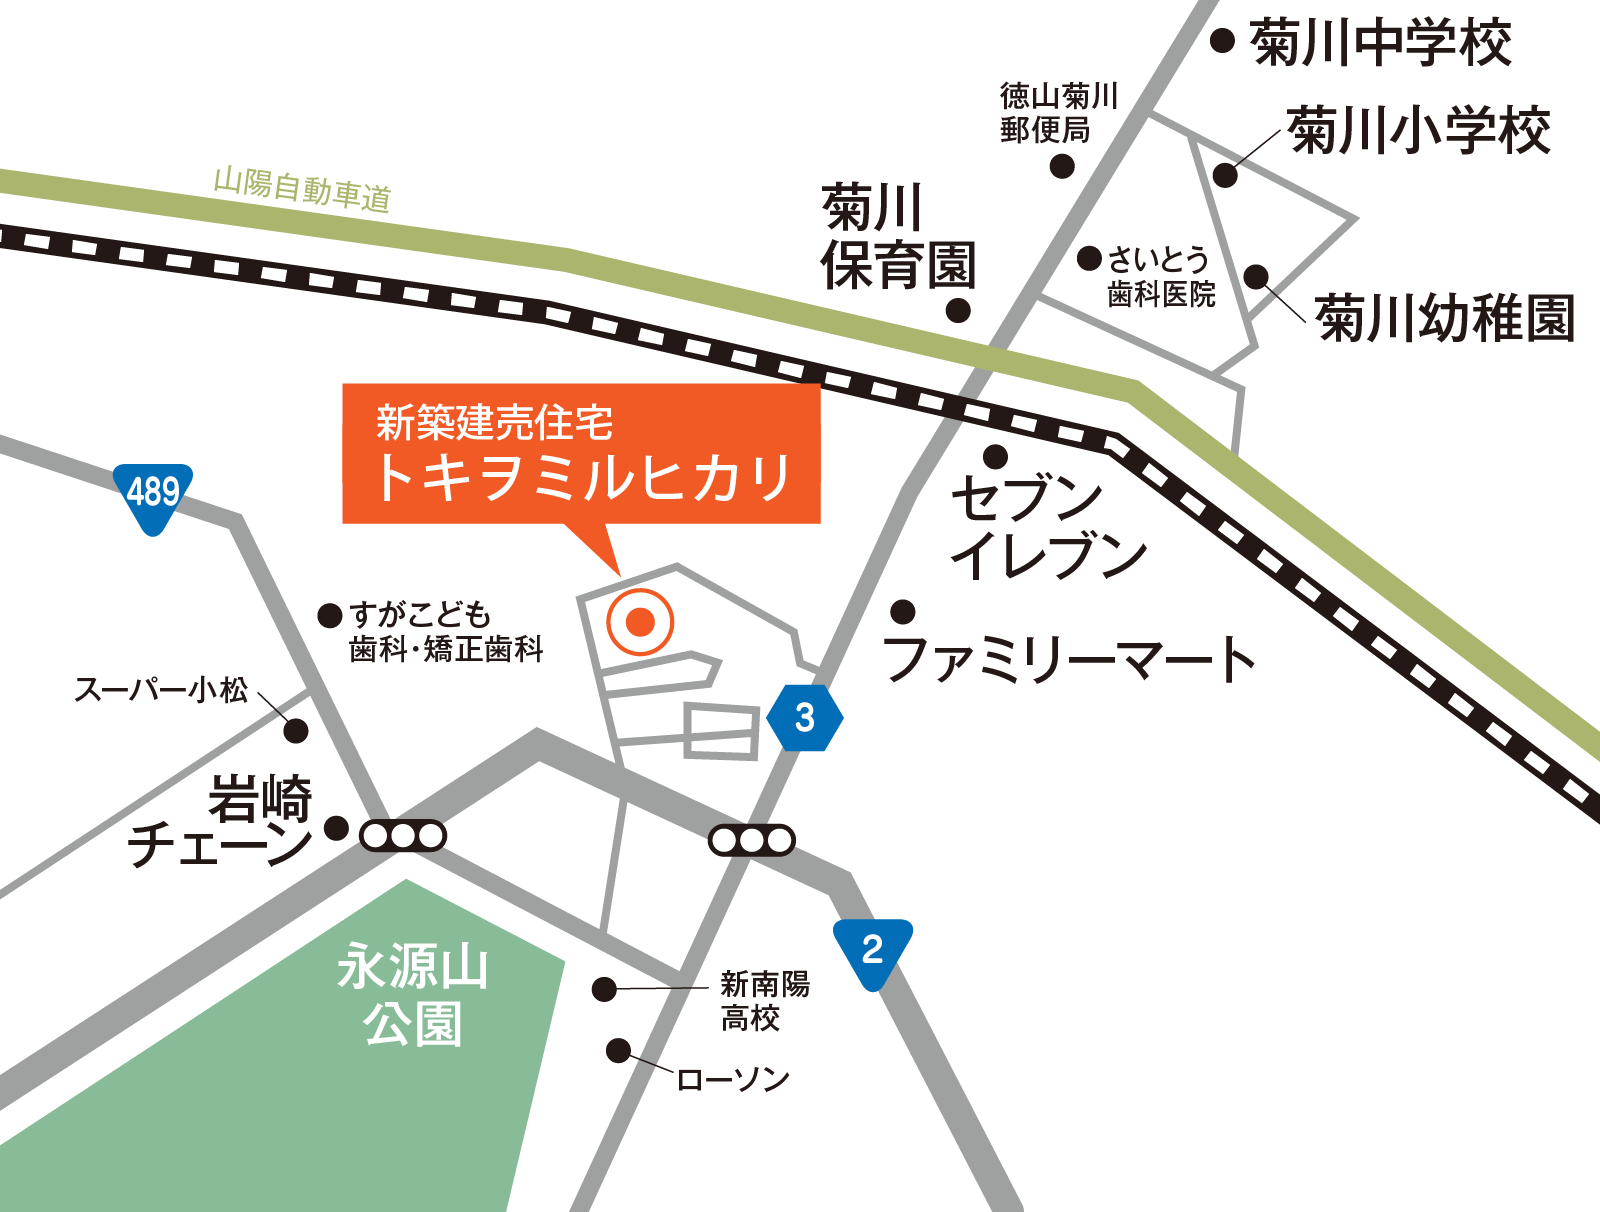 菊川中学校
徳山菊川
郵便局
菊川小学校
山陽自動車道
菊川
保育園
さいとう
歯科医院
菊川幼稚園
新築建売住宅
トキヲミルヒカリ
489
セブン
イレブン
すがこども
歯科・矯正歯科
ファミリーマート
スーパー小松
3
岩崎
チェーン
2
永源山
公園
新南陽
高校
ローソン